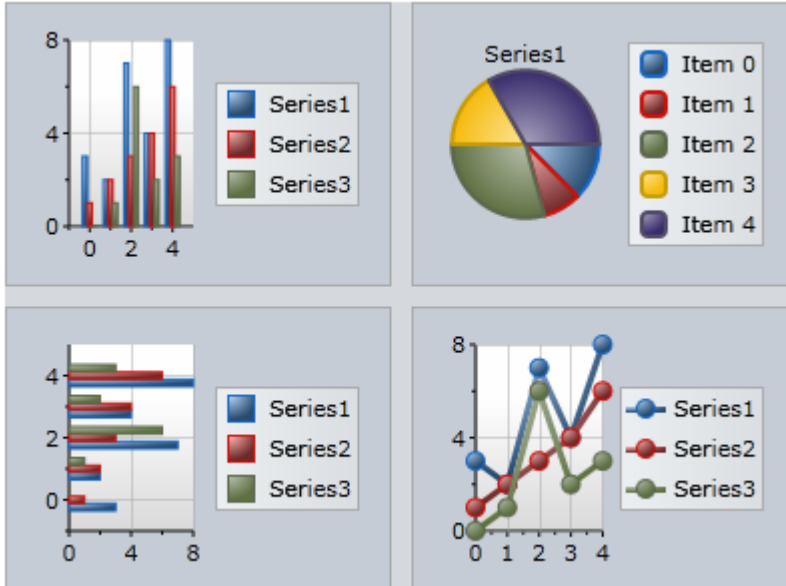 8
4
0
0 2 4
Series1
Series2
Series3
Series1
Item 0
Item 1
Item 2
Item 3
Item 4
4
2
0
0 4 8
Series1
Series2
Series3
8
4
0
0 1 2 3 4
Series1
Series2
Series3